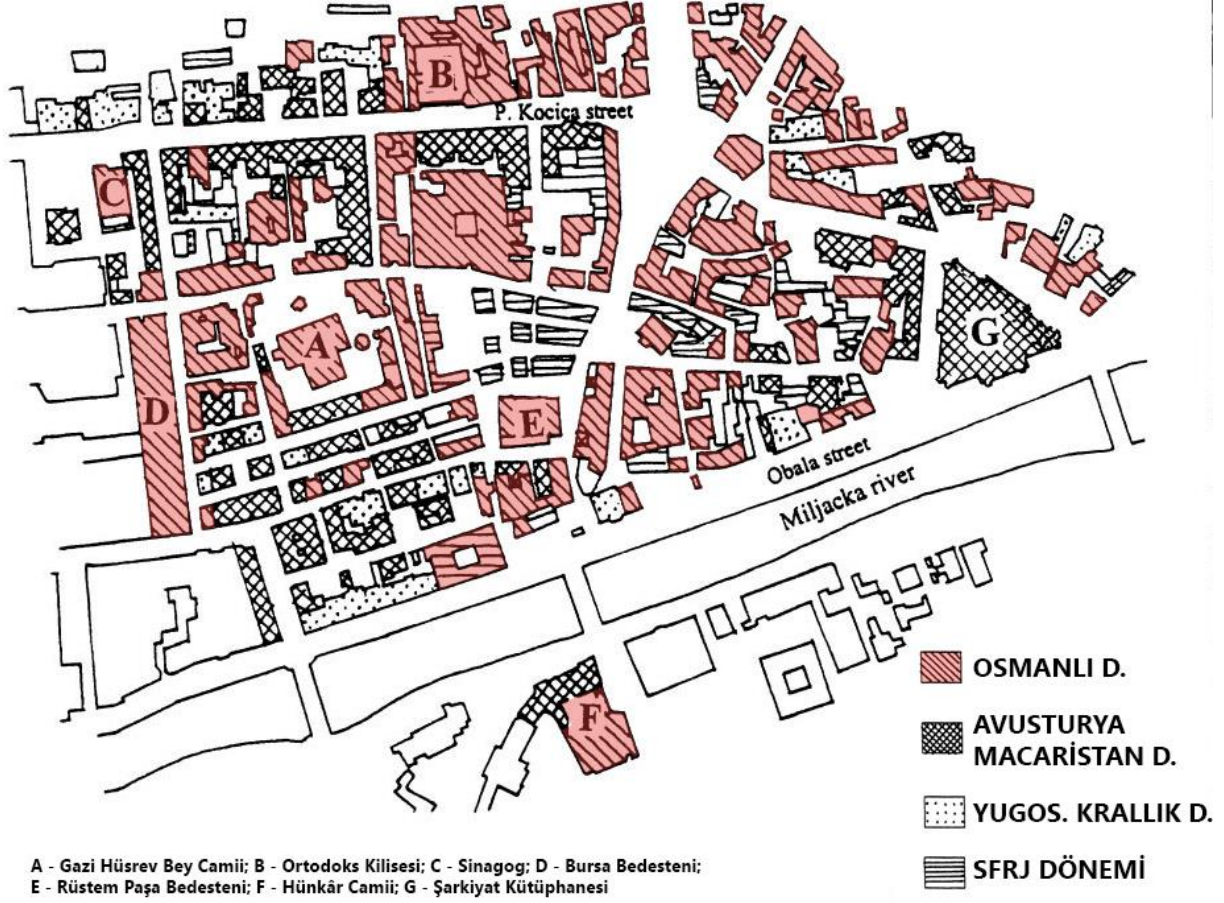 B
P. Kocica street
C
G
A
D
E
Obala street
Miljacka river
F
OSMANLI D.
AVUSTURYA
MACARİSTAN D.
YUGOS. KRALLIK D.
SFRJ DÖNEMİ
A - Gazi Hüsrev Bey Camii; B - Ortodoks Kilisesi; C - Sinagog; D - Bursa Bedesteni;
E - Rüstem Paşa Bedesteni; F - Hünkâr Camii; G - Şarkiyat Kütüphanesi